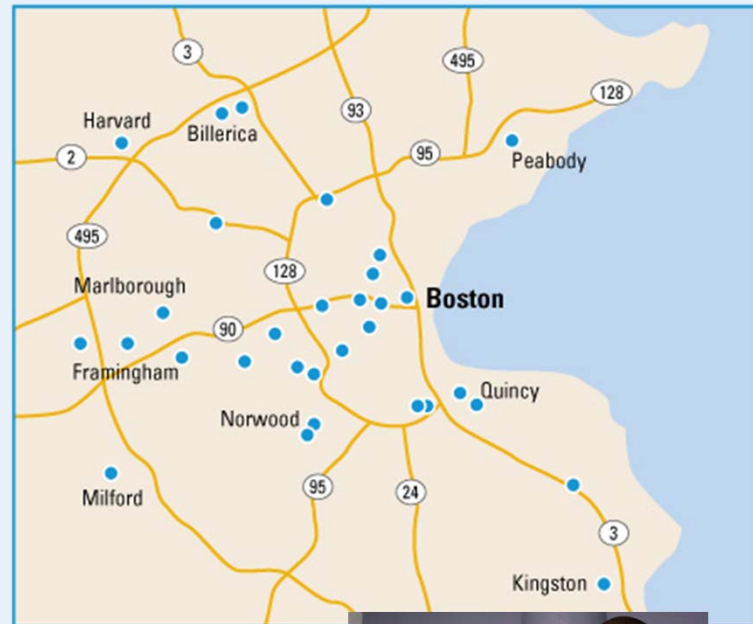 3
495
93
128
Harvard
Billerica
2
95
Peabody
495
128
Marlborough
Boston
90
Framingham
Quincy
Norwood
95
24
Milford
3
Kingston